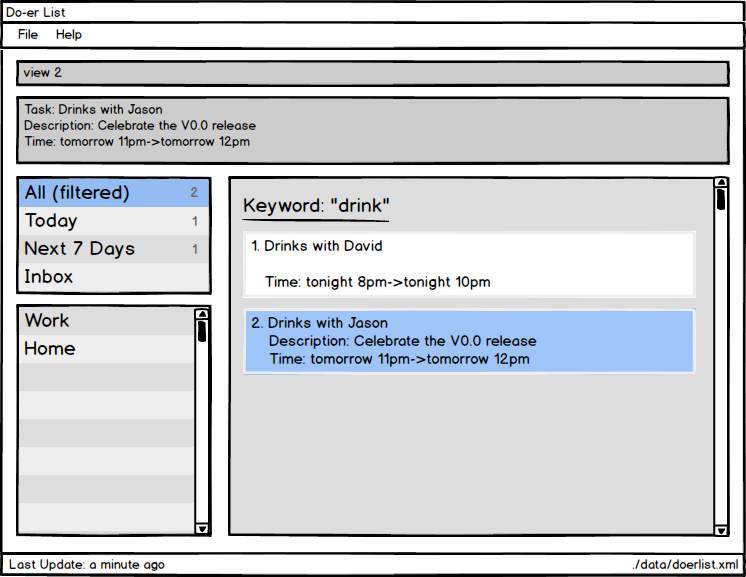 Do-er List
File Help
view 2
Task: Drinks with Jason
Description: Celebrate the V0.0 release
Time: tomorrow 11pm->tomorrow 12pm
All (filtered) 2
Today 1
Next 7 Days 1
Inbox
Work
Home
Keyword: "drink"
1. Drinks with David
Time: tonight 8pm->tonight 10pm
2. Drinks with Jason
Description: Celebrate the V0.0 release
Time: tomorrow 11pm->tomorrow 12pm
Last Update: a minute ago
./data/doerlist.xml